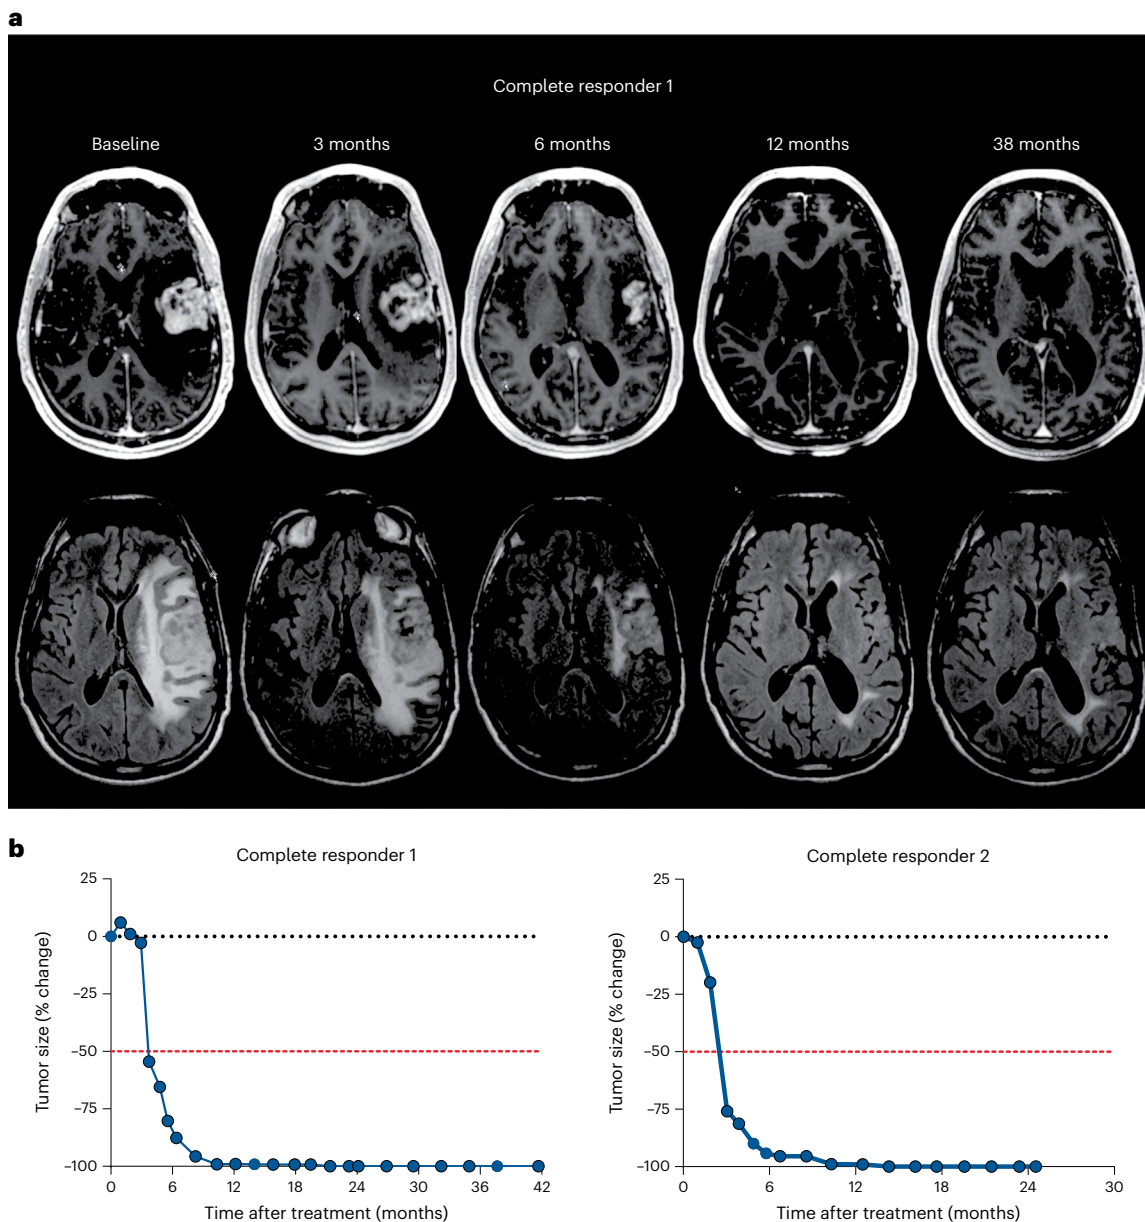 a
Complete responder 1
Baseline 3 months 6 months 12 months 38 months
b
Complete responder 1
25
0
–25
–50
–75
–100
Tumor size (% change)
0 6 12 18 24 30 36 42
Time after treatment (months)
Complete responder 2
25
0
–25
–50
–75
–100
Tumor size (% change)
0 6 12 18 24 30
Time after treatment (months)